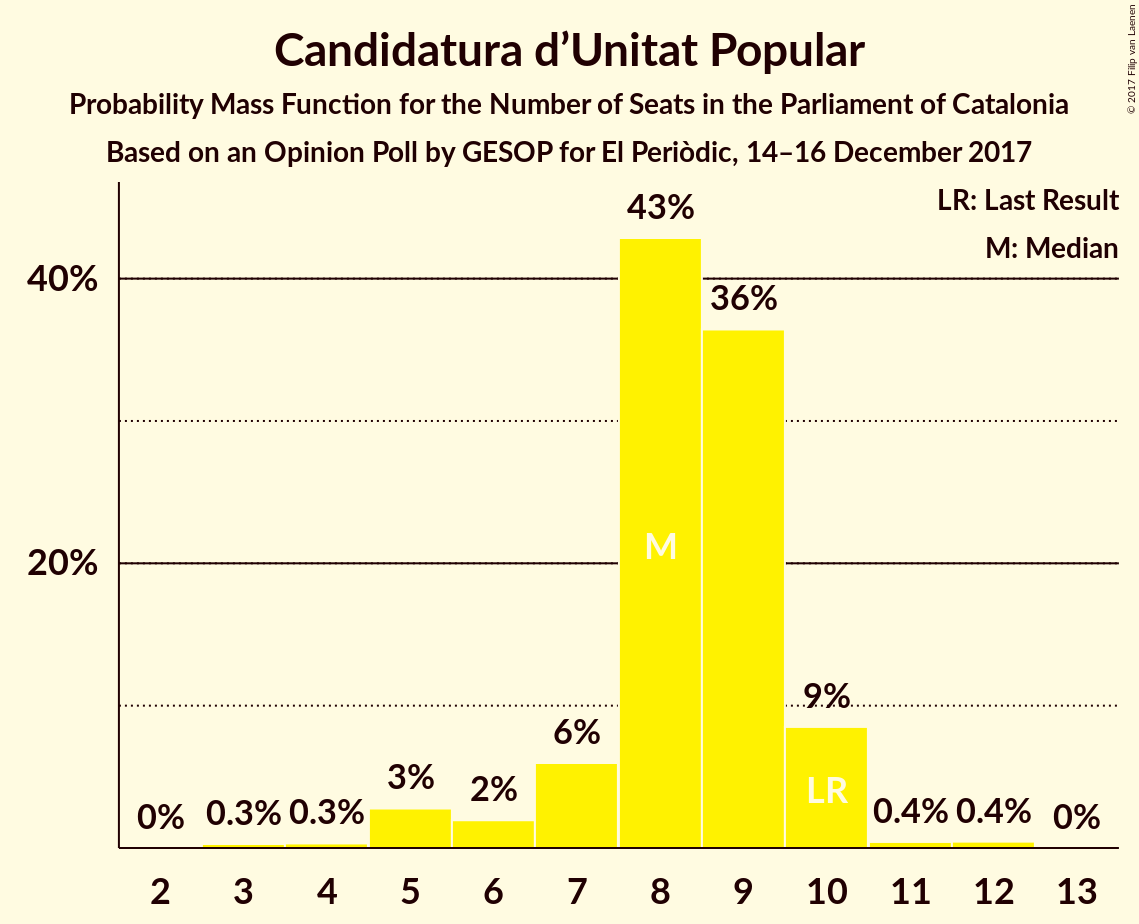 Candidatura d’Unitat Popular
Probability Mass Function for the Number of Seats in the Parliament of Catalonia
Based on an Opinion Poll by GESOP for El Periòdic, 14–16 December 2017
© 2017 Filip van Laenen
LR: Last Result
M: Median
40%
20%
0%
0.3%
0.3%
3%
2%
6%
43%
36%
9%
0.4%
0.4%
0%
M
LR
2 3 4 5 6 7 8 9 10 11 12 13